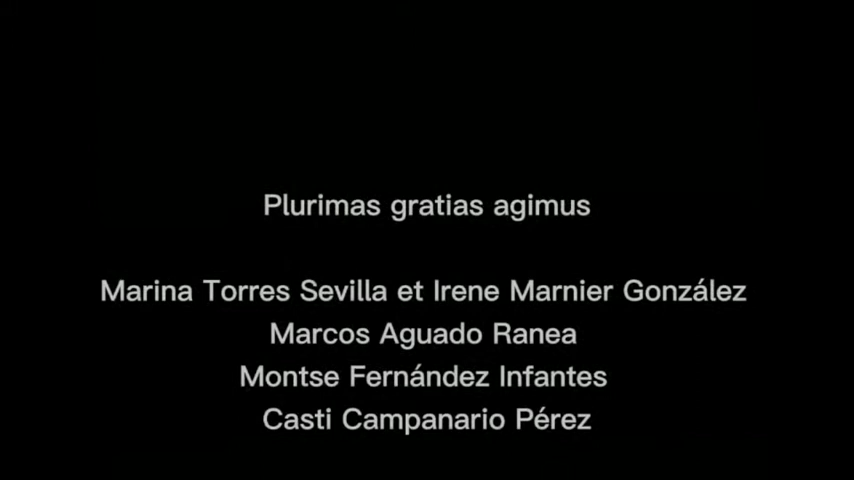 Plurimas gratias agimus
Marina Torres Sevilla et Irene Marnier González
Marcos Aguado Ranea
Montse Fernández Infantes
Casti Campanario Pérez